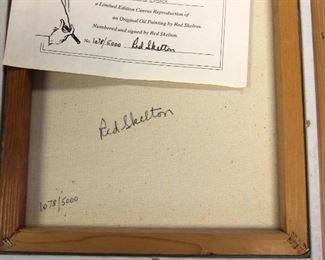 a Limited Edition Canvas Reproduction of
an Original Oil Painting by Red Skelton
Numbered and signed by Red Skelton
No. 1078/5000 Red Skelton
Red Skelton
1078/5000